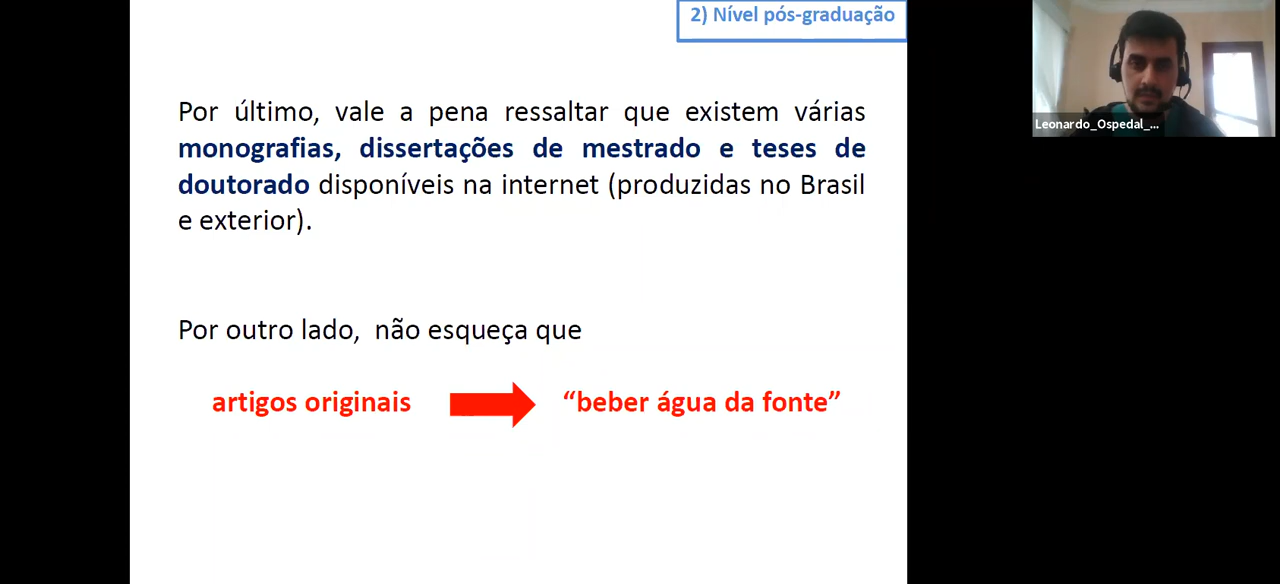 2) Nível pós-graduação
Leonardo_Ospedal_...
Por último, vale a pena ressaltar que existem várias
monografias, dissertações de mestrado e teses de
doutorado disponíveis na internet (produzidas no Brasil
e exterior).
Por outro lado, não esqueça que
artigos originais “beber água da fonte”